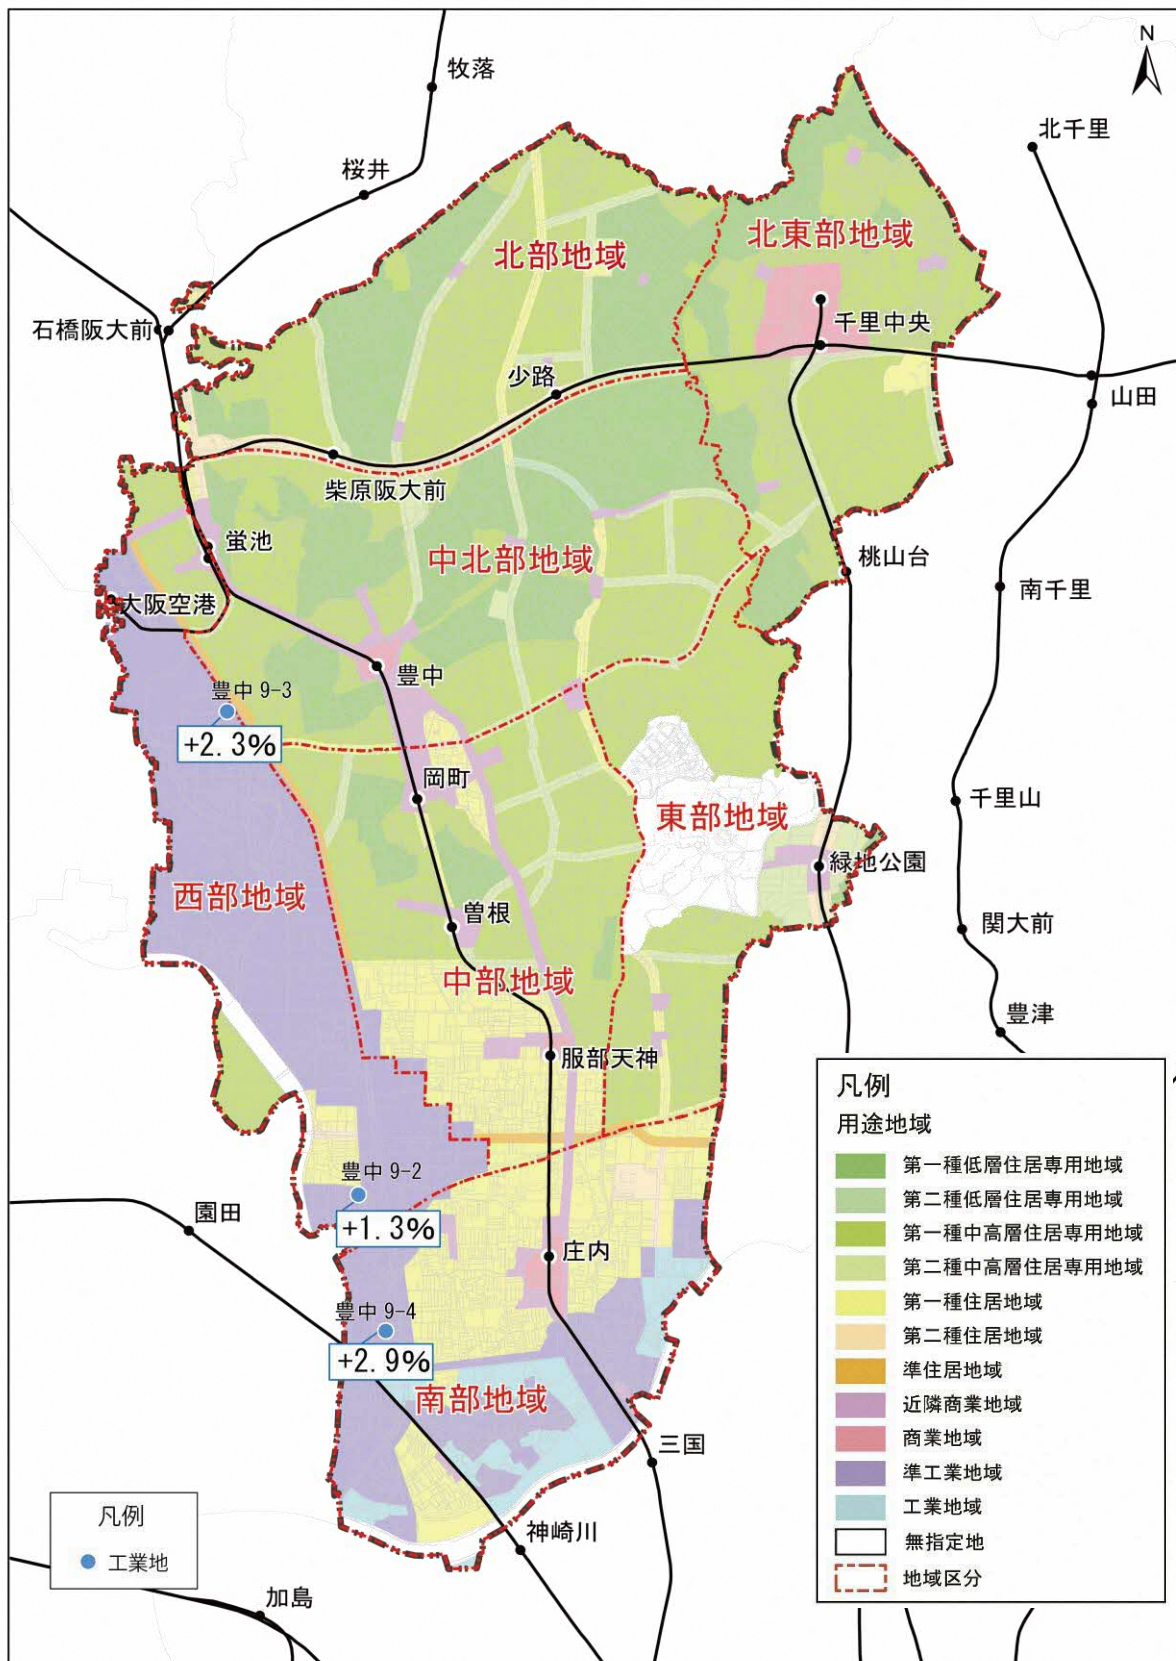 N
牧落
北千里
桜井
北東部地域
北部地域
石橋阪大前
千里中央
少路
山田
柴原阪大前
蛍池
中北部地域
桃山台
南千里
大阪空港
豊中
豊中 9-3
+2.3%
岡町
千里山
東部地域
緑地公園
西部地域
曽根
関大前
中部地域
豊津
服部天神
豊中 9-2
園田
+1.3%
庄内
豊中 9-4
+2.9%
南部地域
三国
神崎川
加島
凡例
用途地域
第一種低層住居専用地域
第二種低層住居専用地域
第一種中高層住居専用地域
第二種中高層住居専用地域
第一種住居地域
第二種住居地域
準住居地域
近隣商業地域
商業地域
準工業地域
工業地域
無指定地
地域区分
凡例
工業地